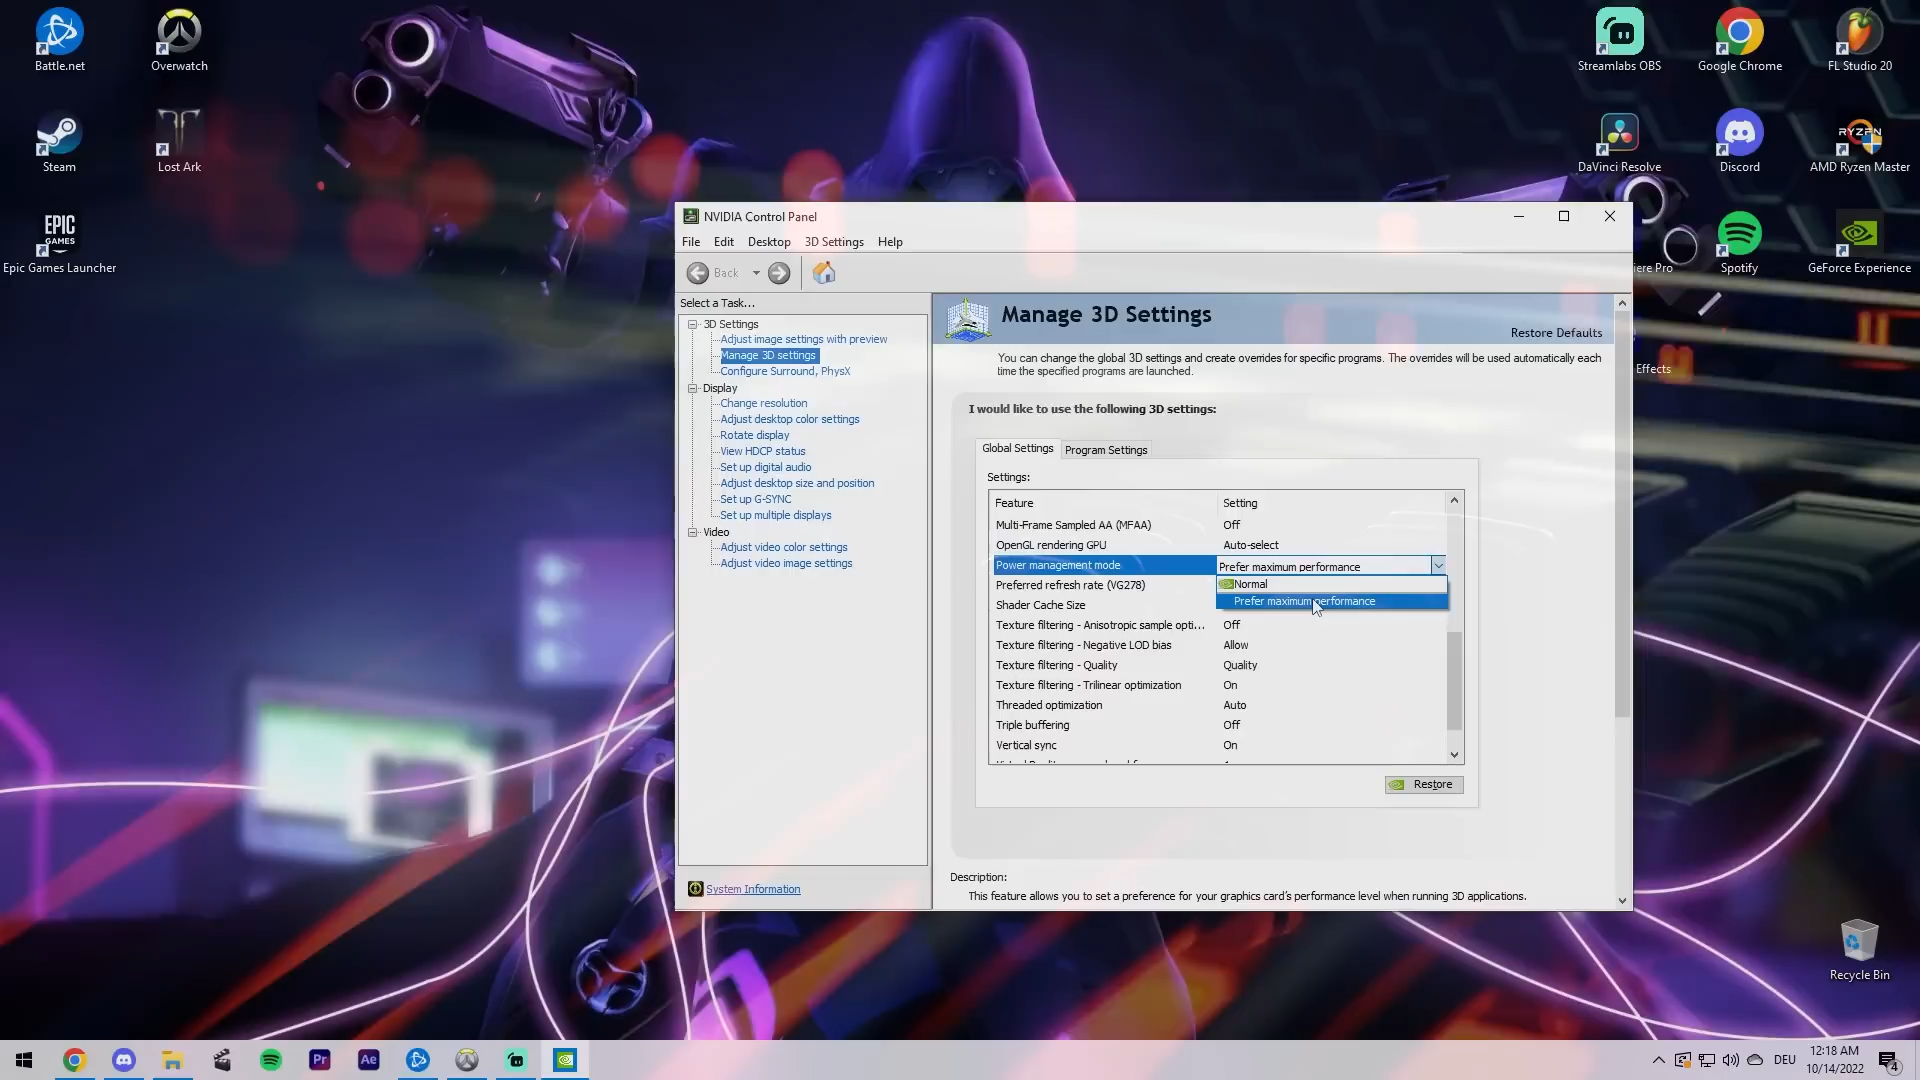 Battle.net
Overwatch
Steam
Lost Ark
EPIC
GAMES
Epic Games Launcher
Streamlabs OBS
Google Chrome
FL Studio 20
DaVinci Resolve
Discord
RYZEN
AMD Ryzen Master
iere Pro
Spotify
GeForce Experience
Effects
Recycle Bin
NVIDIA Control Panel
File Edit Desktop 3D Settings Help
Back
Select a Task...
3D Settings
Adjust image settings with preview
Manage 3D settings
Configure Surround, PhysX
Display
Change resolution
Adjust desktop color settings
Rotate display
View HDCP status
Set up digital audio
Adjust desktop size and position
Set up G-SYNC
Set up multiple displays
Video
Adjust video color settings
Adjust video image settings
System Information
Manage 3D Settings
Restore Defaults
You can change the global 3D settings and create overrides for specific programs. The overrides will be used automatically each
time the specified programs are launched.
I would like to use the following 3D settings:
Global Settings Program Settings
Settings:
Feature Setting
Multi-Frame Sampled AA (MFAA) Off
OpenGL rendering GPU Auto-select
Power management mode Prefer maximum performance
Normal
Preferred refresh rate (VG278)
Prefer maximum performance
Shader Cache Size
Texture filtering - Anisotropic sample opti... Off
Texture filtering - Negative LOD bias Allow
Texture filtering - Quality Quality
Texture filtering - Trilinear optimization On
Threaded optimization Auto
Triple buffering Off
Vertical sync On
Restore
Description:
This feature allows you to set a preference for your graphics card's performance level when running 3D applications.
Pr
Ae
DEU
12:18 AM
10/14/2022
4